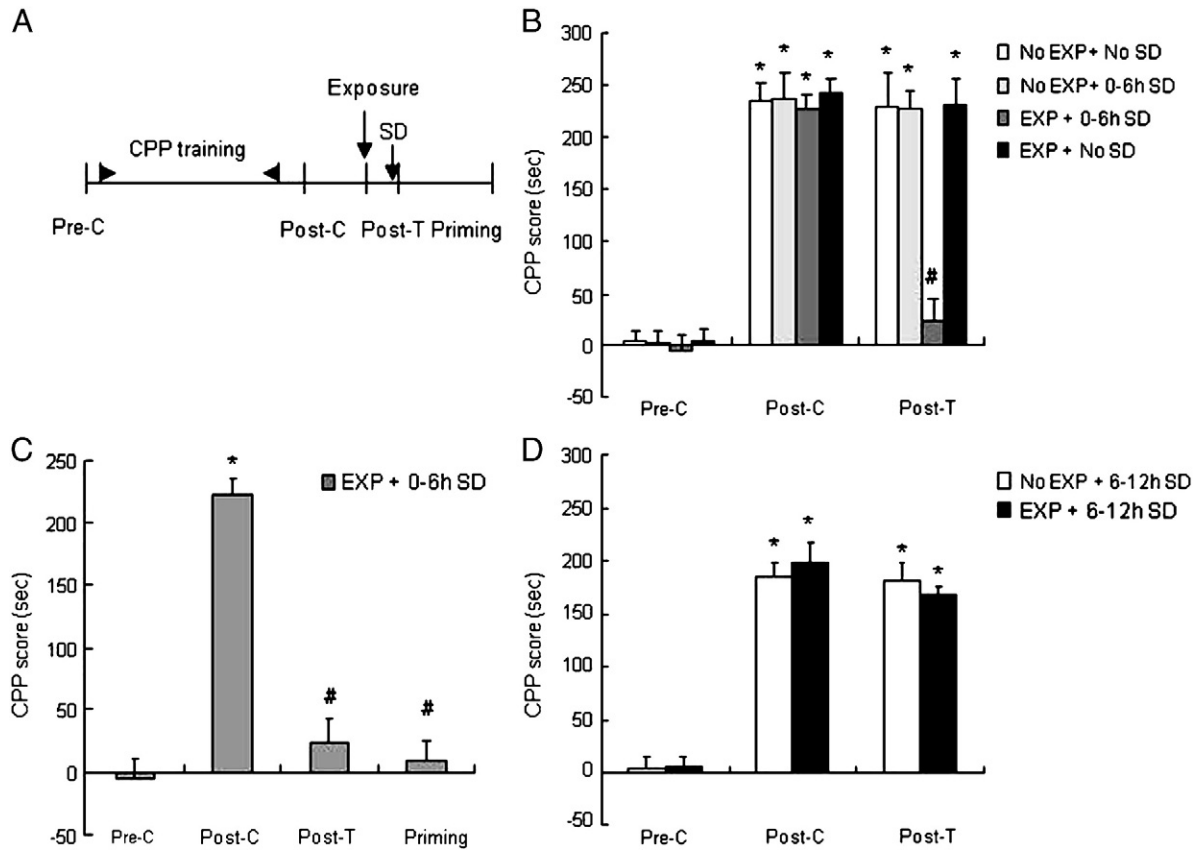 A
Exposure
SD
CPP training
Pre-C Post-C Post-T Priming
B
300
250
200
150
100
50
0
-50
CPP score (sec)
* * * * * * # *
Pre-C Post-C Post-T
No EXP + No SD
No EXP + 0-6h SD
EXP + 0-6h SD
EXP + No SD
C
250
200
150
100
50
0
-50
CPP score (sec)
* # #
Pre-C Post-C Post-T Priming
EXP + 0-6h SD
D
300
250
200
150
100
50
0
-50
CPP score (sec)
* * * *
Pre-C Post-C Post-T
No EXP + 6-12h SD
EXP + 6-12h SD